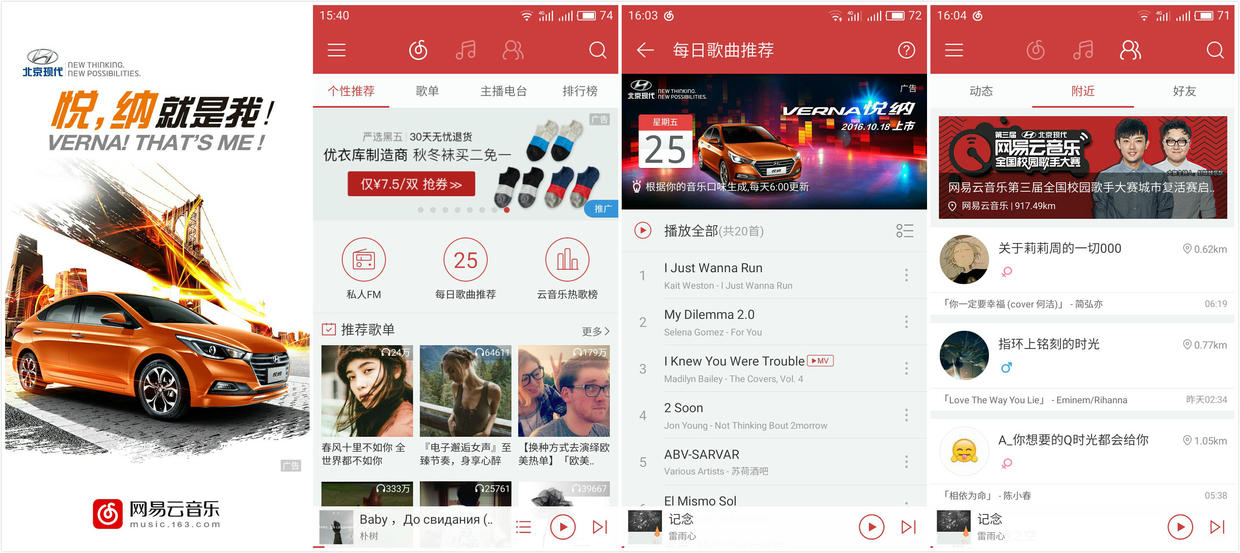 北京现代
NEW THINKING.
NEW POSSIBILITIES.
悦,纳就是我!
VERNA! THAT'S ME!
悦纳
广告
网易云音乐
music.163.com
15:40
4G
74
个性推荐
歌单
主播电台
排行榜
广告
严选黑五 30天无忧退货
优衣库制造商 秋冬袜买二免一
仅¥7.5/双 抢券>>
推广
25
私人FM
每日歌曲推荐
云音乐热歌榜
推荐歌单
更多
24万
64611
179万
春风十里不如你 全
世界都不如你
『电子邂逅女声』至
臻节奏，身享心醉
【换种方式去演绎欧
美热单】「欧美..
333万
25761
39667
Baby ，До свидания (..
朴树
16:03
4G
72
每日歌曲推荐
北京现代
NEW THINKING.
NEW POSSIBILITIES.
广告
VERNA悦纳
2016.10.18 上市
星期五
25
根据你的音乐口味生成,每天6:00更新
播放全部(共20首)
1
I Just Wanna Run
Kait Weston - I Just Wanna Run
2
My Dilemma 2.0
Selena Gomez - For You
3
I Knew You Were Trouble
MV
Madilyn Bailey - The Covers, Vol. 4
4
2 Soon
Jon Young - Not Thinking Bout 2morrow
5
ABV-SARVAR
Various Artists - 苏荷酒吧
El Mismo Sol
记念
雷雨心
16:04
4G
71
动态
附近
好友
第三届 北京现代
网易云音乐
全国校园歌手大赛
网易云音乐第三届全国校园歌手大赛城市复活赛启..
网易云音乐 | 917.49km
关于莉莉周的一切000
0.62km
「你一定要幸福 (cover 何洁)」 - 简弘亦
06:19
指环上铭刻的时光
0.77km
「Love The Way You Lie」 - Eminem/Rihanna
昨天02:34
A_你想要的Q时光都会给你
1.05km
「相依为命」 - 陈小春
05:38
记念
雷雨心